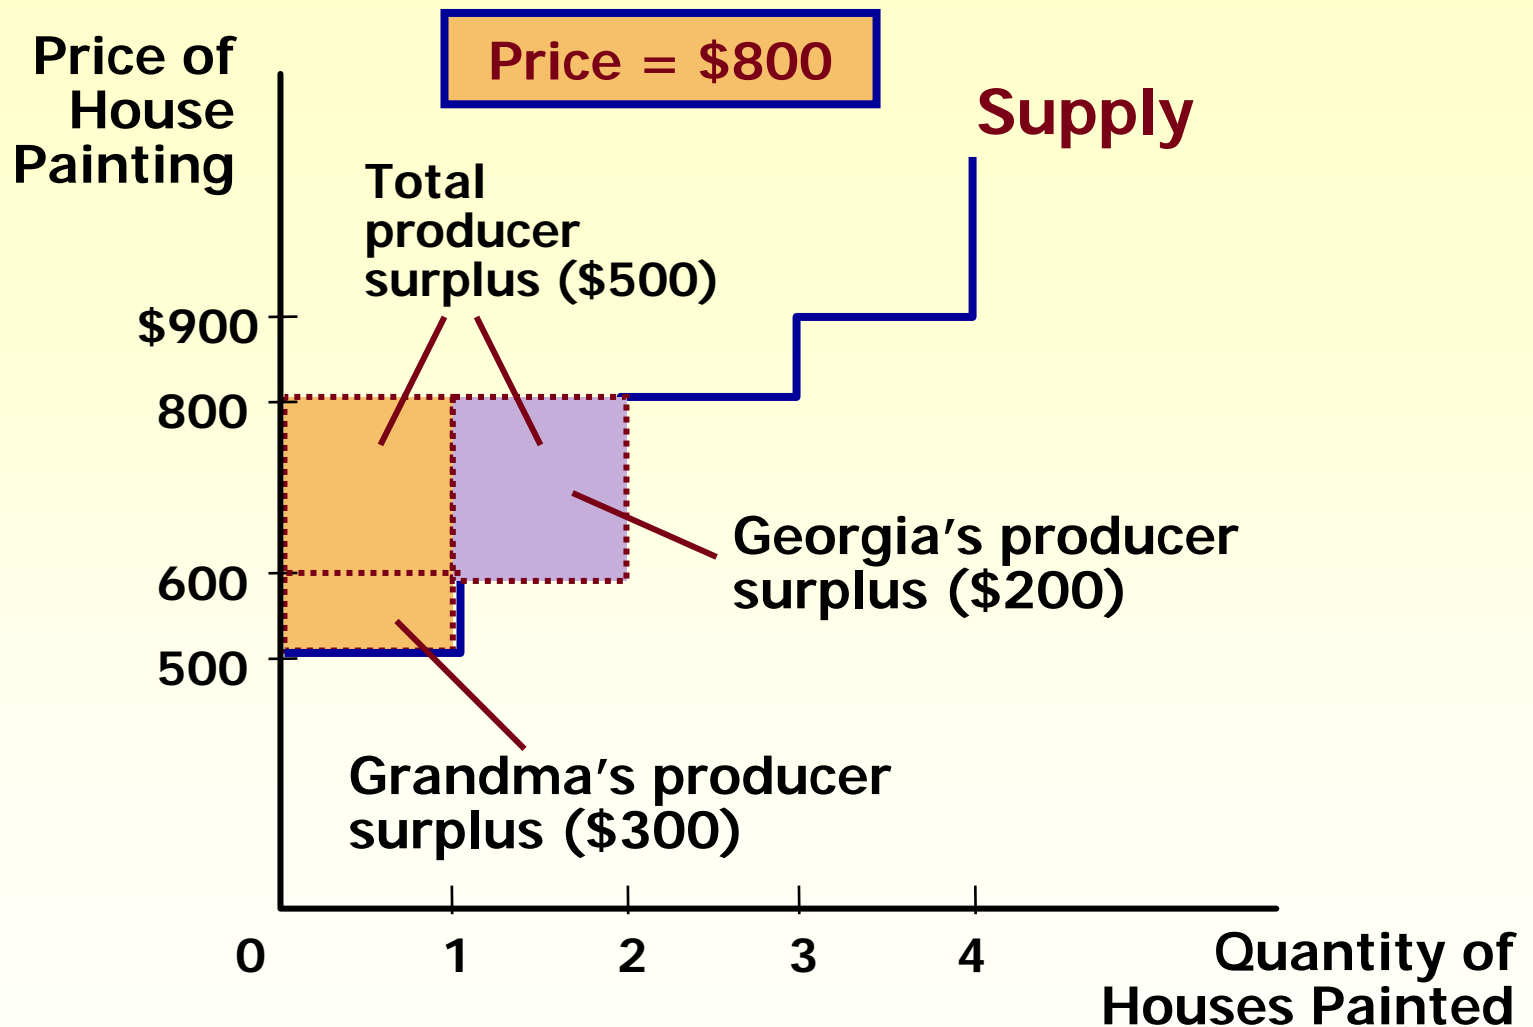 Price = $800
Price of
House
Painting
Supply
Total
producer
surplus ($500)
$900
800
600
500
Georgia's producer
surplus ($200)
Grandma's producer
surplus ($300)
0
1
2
3
4
Quantity of
Houses Painted